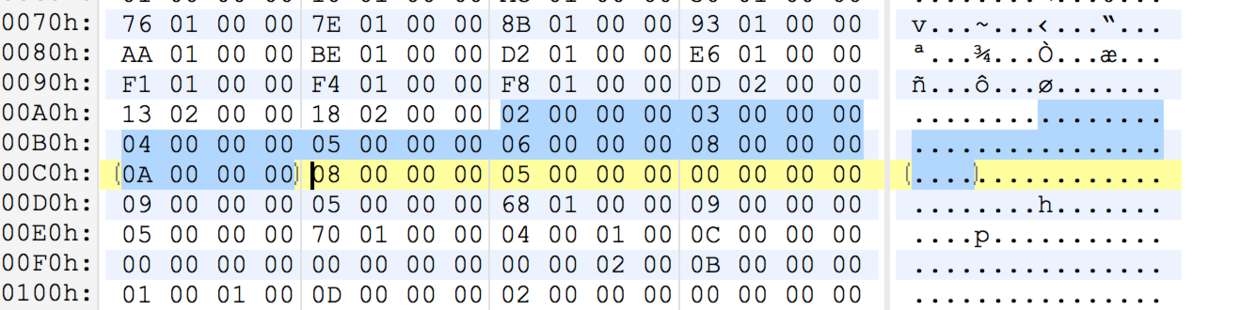 0070h: 76 01 00 00 7E 01 00 00 8B 01 00 00 93 01 00 00 v...~...‹...“...
0080h: AA 01 00 00 BE 01 00 00 D2 01 00 00 E6 01 00 00 ª...¾...Ò...æ...
0090h: F1 01 00 00 F4 01 00 00 F8 01 00 00 0D 02 00 00 ñ...ô...ø.......
00A0h: 13 02 00 00 18 02 00 00 02 00 00 00 03 00 00 00 ................
00B0h: 04 00 00 00 05 00 00 00 06 00 00 00 08 00 00 00 ................
00C0h: (0A 00 00 00) 08 00 00 00 05 00 00 00 00 00 00 00 (....)............
00D0h: 09 00 00 00 05 00 00 00 68 01 00 00 09 00 00 00 ........h.......
00E0h: 05 00 00 00 70 01 00 00 04 00 01 00 0C 00 00 00 ....p...........
00F0h: 00 00 00 00 00 00 00 00 00 00 02 00 0B 00 00 00 ................
0100h: 01 00 01 00 0D 00 00 00 02 00 00 00 00 00 00 00 ................